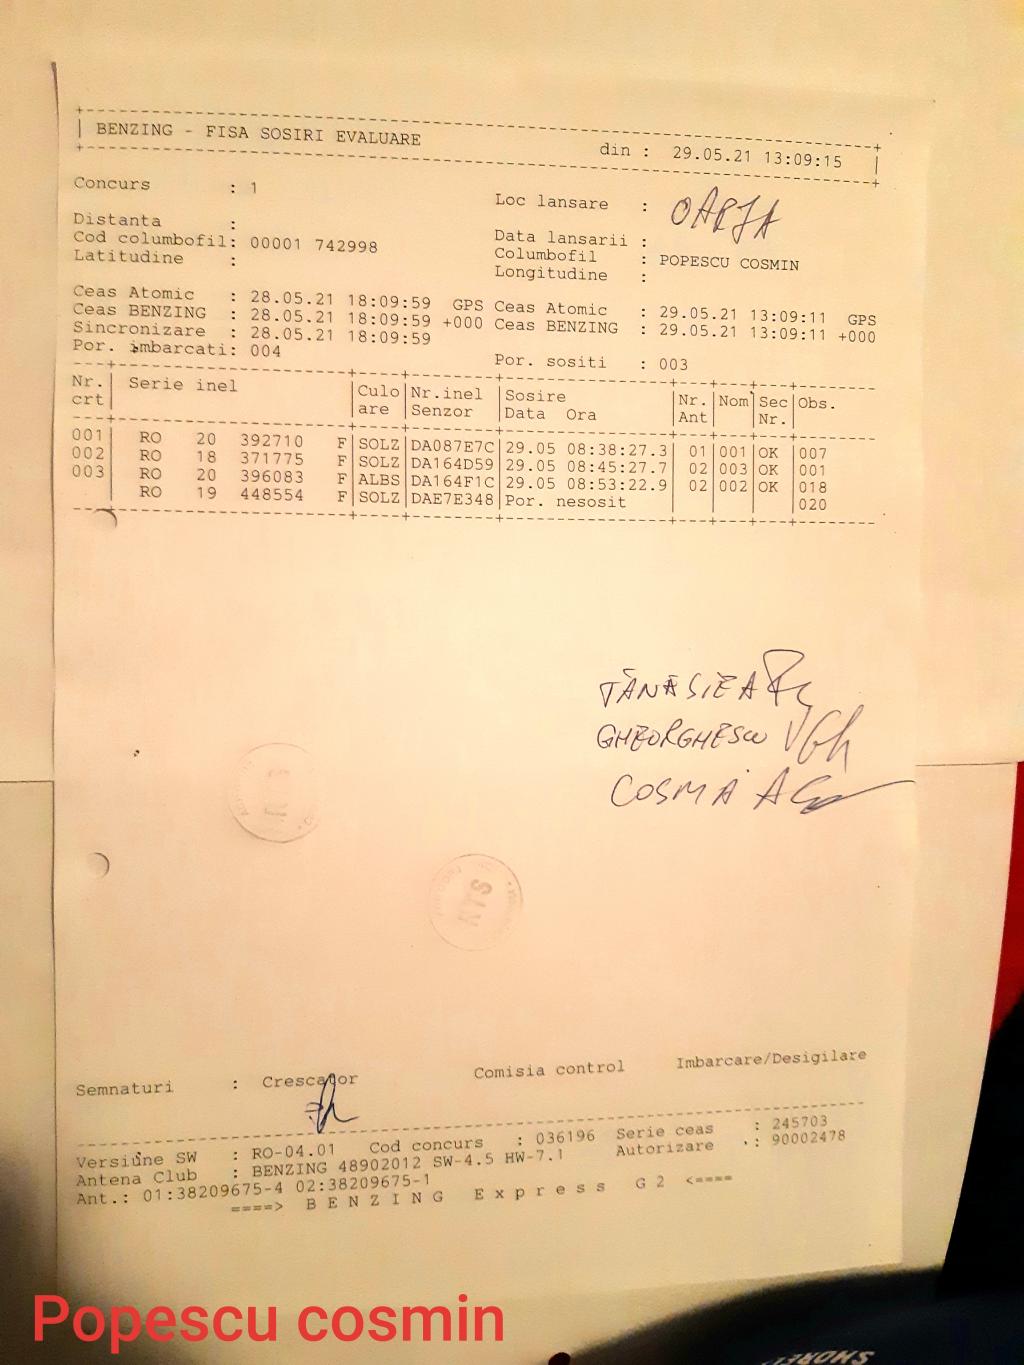 BENZING - FISA SOSIRI EVALUARE din : 29.05.21 13:09:15
Concurs : 1 Loc lansare : OARJA
Distanta : Data lansarii :
Cod columbofil: 00001 742998 Columbofil : POPESCU COSMIN
Latitudine : Longitudine :
Ceas Atomic : 28.05.21 18:09:59 GPS Ceas Atomic : 29.05.21 13:09:11 GPS
Ceas BENZING : 28.05.21 18:09:59 +000 Ceas BENZING : 29.05.21 13:09:11 +000
Sincronizare : 28.05.21 18:09:59
Por. imbarcati: 004 Por. sositi : 003
Nr. | Serie inel |Culo|Nr.inel|Sosire |Nr.|Nom|Sec|Obs.
crt| |are |Senzor |Data Ora |Ant| |Nr.|
001| RO 20 392710 F|SOLZ|DA087E7C|29.05 08:38:27.3| 01|001|OK |007
002| RO 18 371775 F|SOLZ|DA164D59|29.05 08:45:27.7| 02|003|OK |001
003| RO 20 396083 F|ALBS|DA164F1C|29.05 08:53:22.9| 02|002|OK |018
RO 19 448554 F|SOLZ|DAE7E348|Por. nesosit | | | |020
TĂNĂSIE A
GHEORGHESCU
COSMA A
KTS
Semnaturi : Crescator Comisia control Imbarcare/Desigilare
Versiune SW : RO-04.01 Cod concurs : 036196 Serie ceas : 245703
Antena Club : BENZING 48902012 SW-4.5 HW-7.1 Autorizare : 90002478
Ant.: 01:38209675-4 02:38209675-1
====> B E N Z I N G E x p r e s s G 2 <====
Popescu cosmin